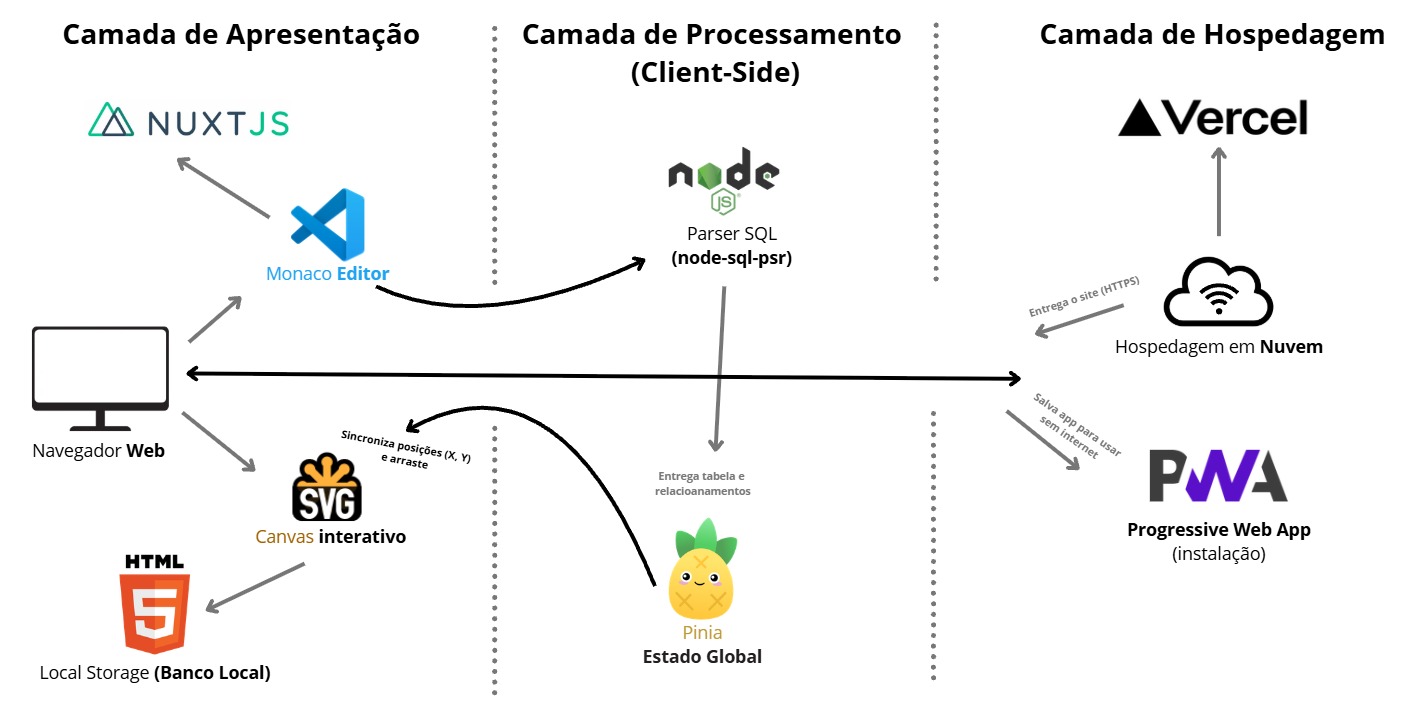 Camada de Apresentação
NUXTJS
Monaco Editor
Navegador Web
Sincroniza posições (X, Y)
e arraste
SVG
Canvas interativo
HTML
5
Local Storage (Banco Local)
Camada de Processamento
(Client-Side)
node
JS
Parser SQL
(node-sql-psr)
Entrega tabela e
relacioanamentos
Pinia
Estado Global
Camada de Hospedagem
Vercel
Entrega o site (HTTPS)
Hospedagem em Nuvem
Salva app para usar
sem internet
PWA
Progressive Web App
(instalação)